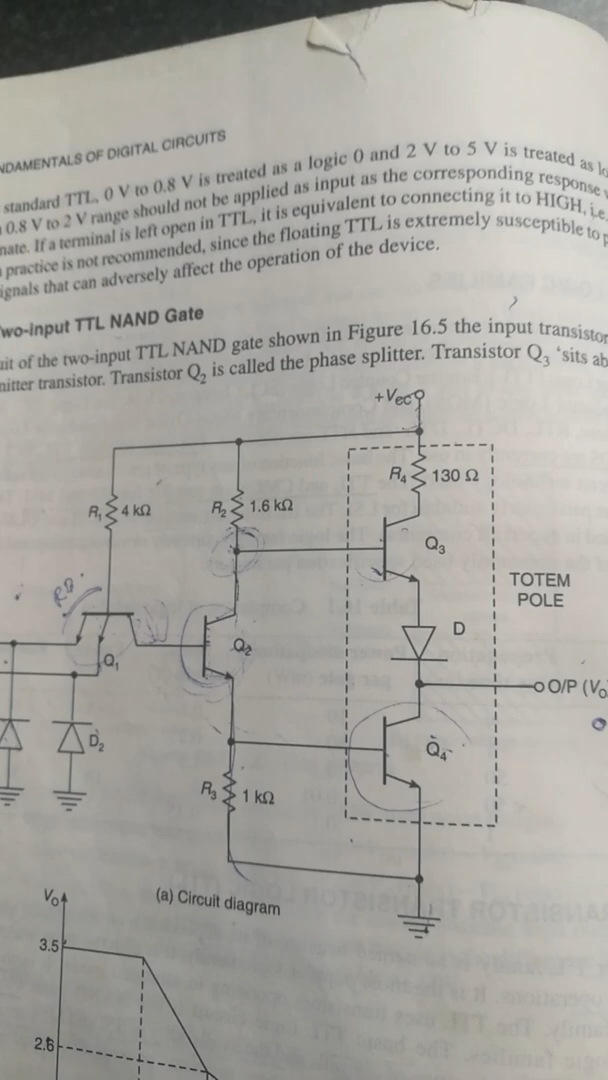 NDAMENTALS OF DIGITAL CIRCUITS
standard TTL, 0 V to 0.8 V is treated as a logic 0 and 2 V to 5 V is treated as lo
0.8 V to 2 V range should not be applied as input as the corresponding response
nate. If a terminal is left open in TTL, it is equivalent to connecting it to HIGH, i.e.
practice is not recommended, since the floating TTL is extremely susceptible to p
ignals that can adversely affect the operation of the device.
wo-input TTL NAND Gate
uit of the two-input TTL NAND gate shown in Figure 16.5 the input transistor
mitter transistor. Transistor Q2 is called the phase splitter. Transistor Q3 'sits ab
+Vcc
R4 130 Ω
R1 4 kΩ
R2 1.6 kΩ
Q3
TOTEM
POLE
RB
D
Q1
Q2
O/P (Vo
D2
Q4
R3 1 kΩ
(a) Circuit diagram
Vo
3.5
2.6